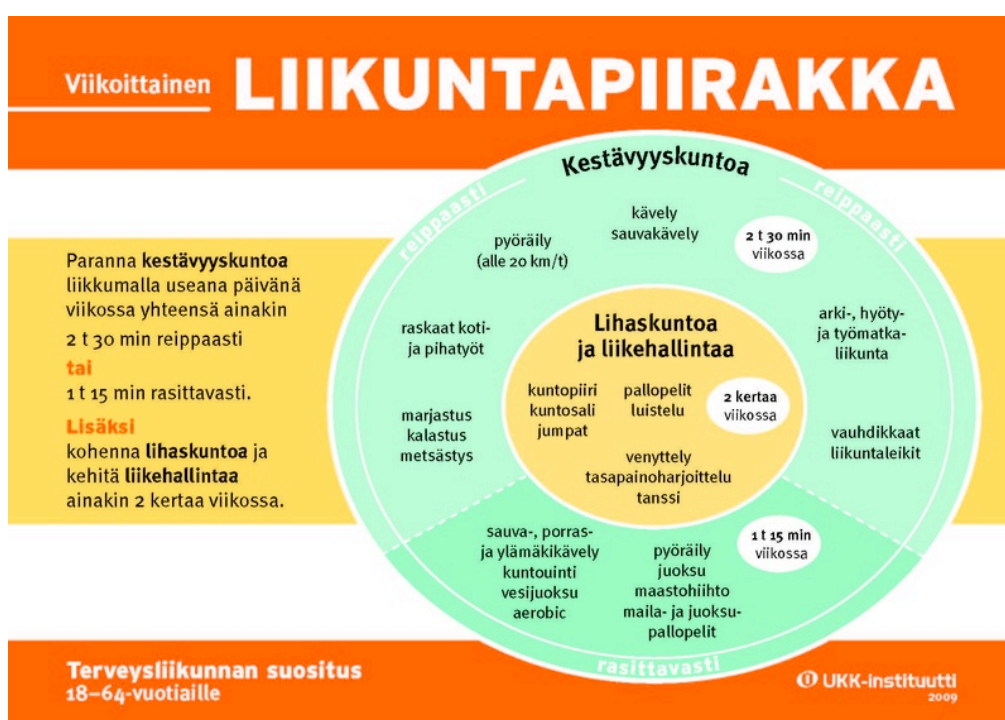 Viikoittainen LIIKUNTAPIIRAKKA
Paranna kestävyyskuntoa
liikkumalla useana päivänä
viikossa yhteensä ainakin
2 t 30 min reippaasti
tai
1 t 15 min rasittavasti.
Lisäksi
kohenna lihaskuntoa ja
kehitä liikehallintaa
ainakin 2 kertaa viikossa.
Kestävyyskuntoa
reippaasti
reippaasti
kävely
sauvakävely
2 t 30 min
viikossa
pyöräily
(alle 20 km/t)
arki-, hyöty-
ja työmatka-
liikunta
raskaat koti-
ja pihatyöt
marjastus
kalastus
metsästys
vauhdikkaat
liikuntaleikit
Lihaskuntoa
ja liikehallintaa
kuntopiiri
kuntosali
jumpat
pallopelit
luistelu
2 kertaa
viikossa
venyttely
tasapainoharjoittelu
tanssi
sauva-, porras-
ja ylämäkikävely
kuntouinti
vesijuoksu
aerobic
pyöräily
juoksu
maastohiihto
maila- ja juoksu-
pallopelit
1 t 15 min
viikossa
rasittavasti
Terveysliikunnan suositus
18–64-vuotiaille
UKK-instituutti
2009